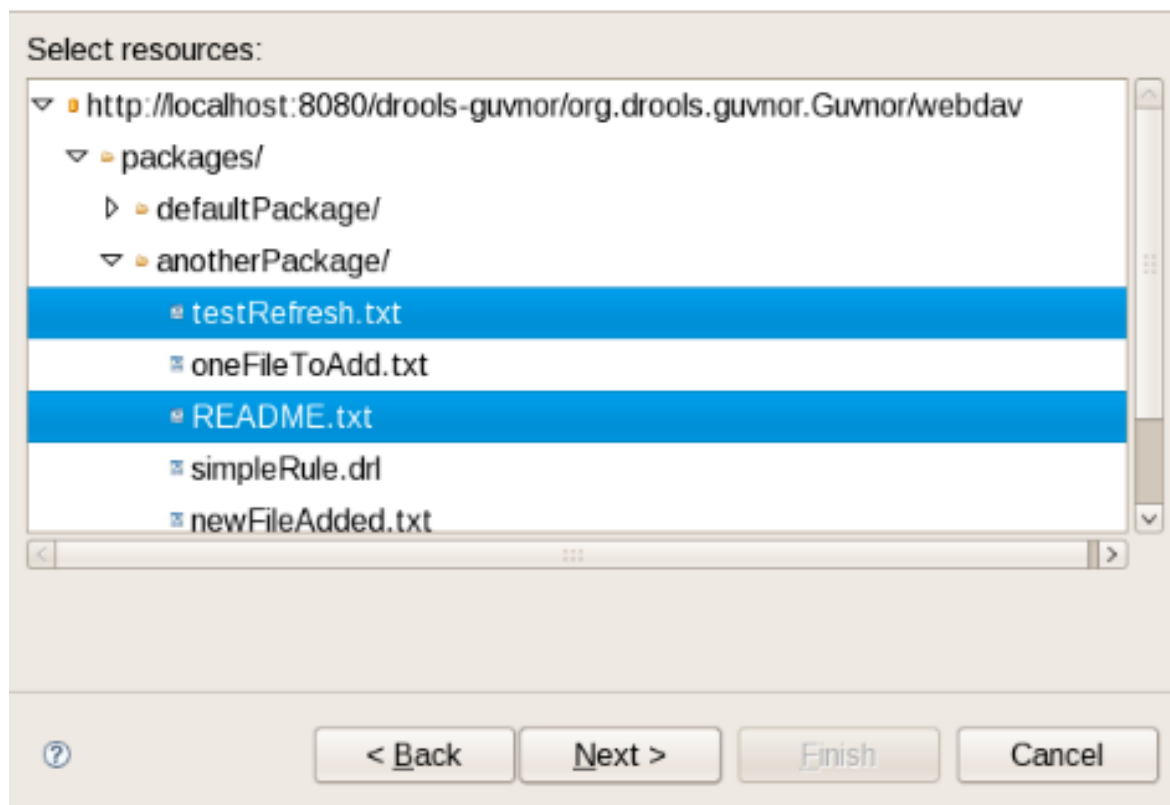 Select resources:
http://localhost:8080/drools-guvnor/org.drools.guvnor.Guvnor/webdav
packages/
defaultPackage/
anotherPackage/
testRefresh.txt
oneFileToAdd.txt
README.txt
simpleRule.drl
newFileAdded.txt
? < Back Next > Finish Cancel